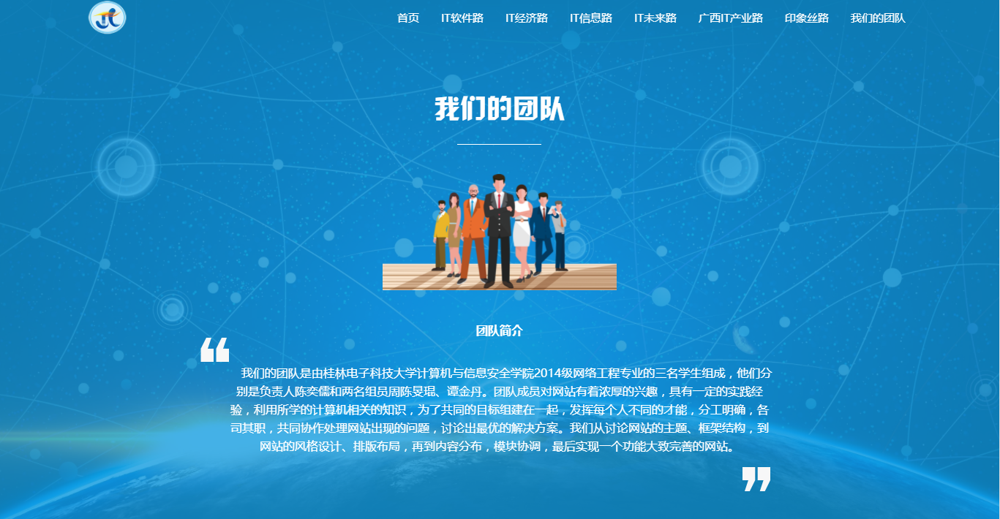 首页 IT软件路 IT经济路 IT信息路 IT未来路 广西IT产业路 印象丝路 我们的团队
我们的团队
团队简介
“
我们的团队是由桂林电子科技大学计算机与信息安全学院2014级网络工程专业的三名学生组成，他们分
别是负责人陈奕儒和两名组员周陈旻琨、谭金丹。团队成员对网站有着浓厚的兴趣，具有一定的实践经
验，利用所学的计算机相关的知识，为了共同的目标组建在一起，发挥每个人不同的才能，分工明确，各
司其职，共同协作处理网站出现的问题，讨论出最优的解决方案。我们从讨论网站的主题、框架结构，到
网站的风格设计、排版布局，再到内容分布，模块协调，最后实现一个功能大致完善的网站。
”